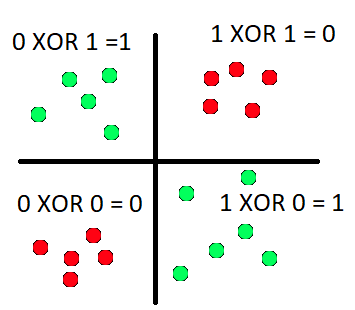 0 XOR 1 =1
1 XOR 1 = 0
0 XOR 0 = 0
1 XOR 0 = 1